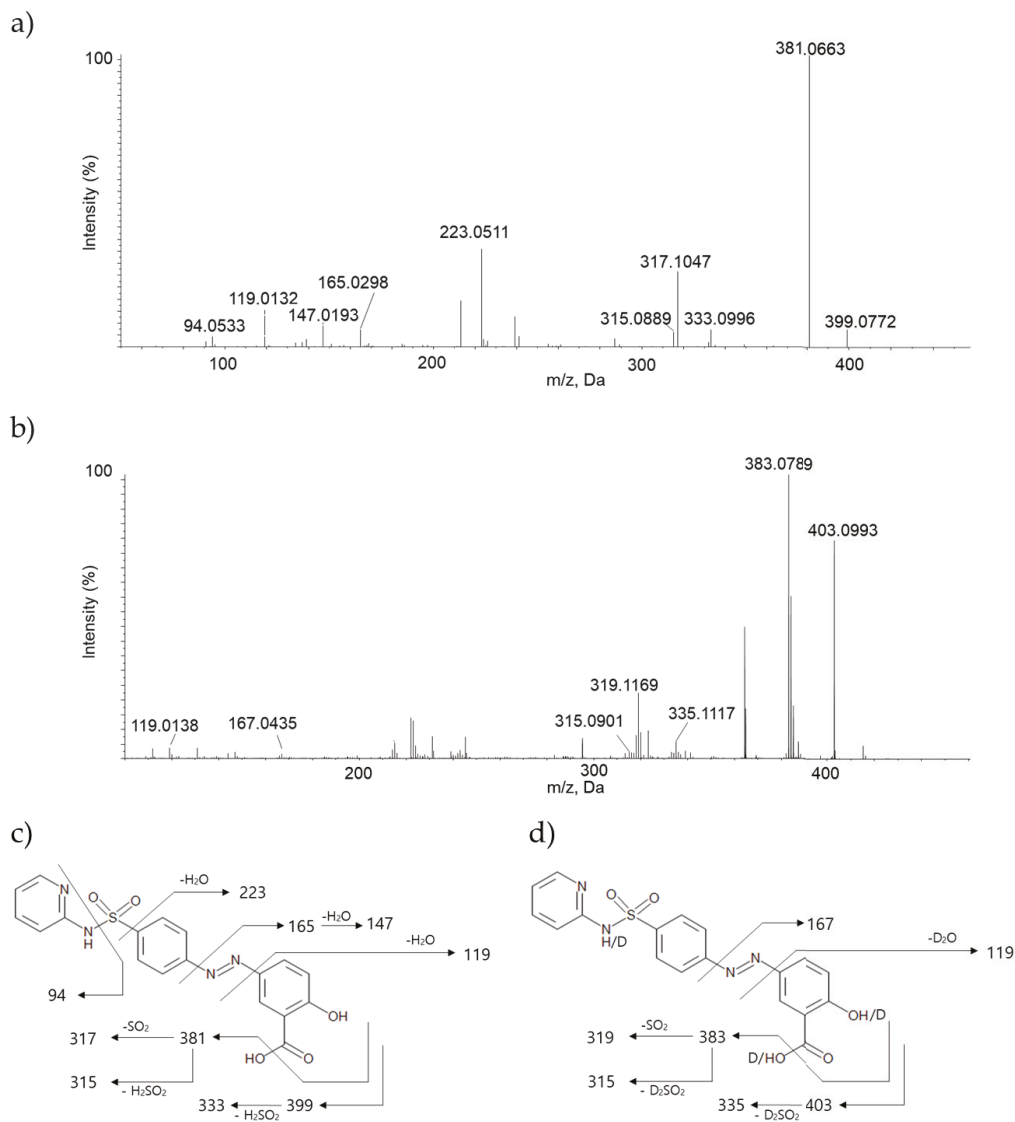 a)
100
381.0663
Intensity (%)
223.0511
317.1047
165.0298
119.0132
147.0193
94.0533
315.0889
333.0996
399.0772
100
200
300
400
m/z, Da
b)
100
383.0789
403.0993
Intensity (%)
319.1169
315.0901
335.1117
119.0138
167.0435
200
300
400
m/z, Da
c)
N
O
O
S
N
H
-H2O
223
165
-H2O
147
-H2O
119
N
N
94
OH
HO
O
317
-SO2
381
315
- H2SO2
333
- H2SO2
399
d)
N
O
O
S
N
H/D
167
-D2O
119
N
N
OH/D
D/HO
O
319
-SO2
383
315
- D2SO2
335
- D2SO2
403